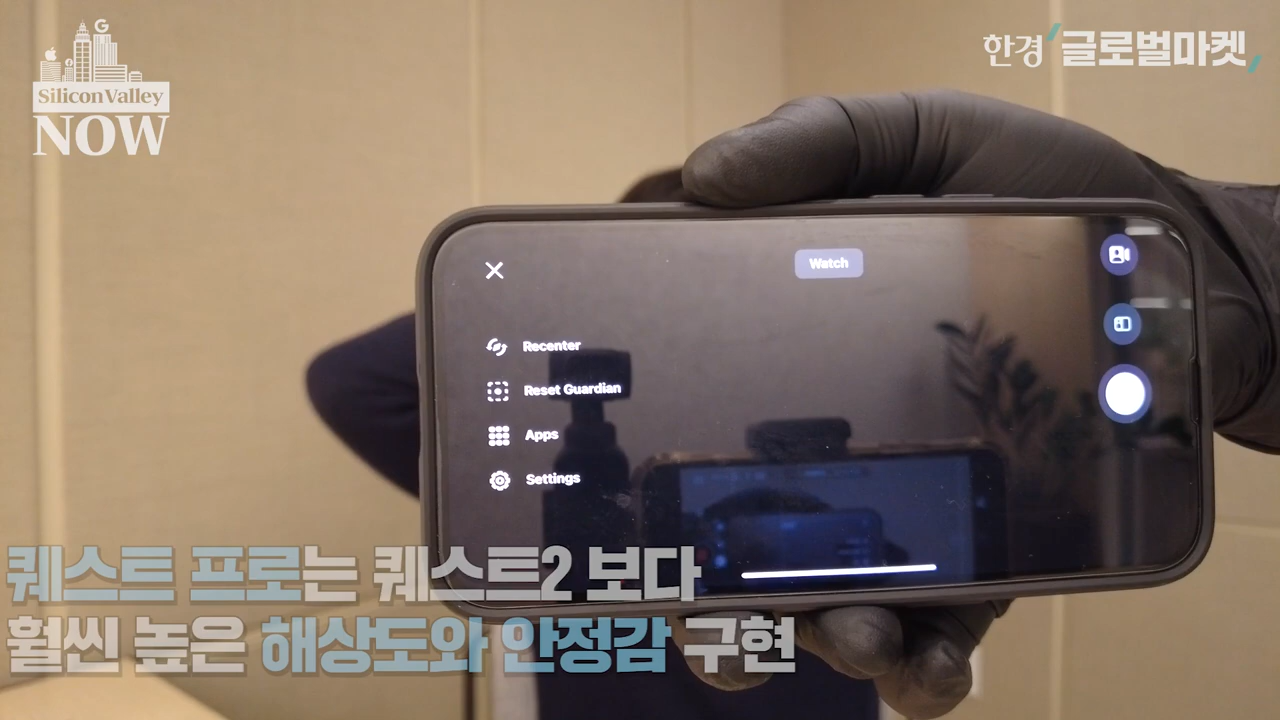 G
SiliconValley
NOW
한경 글로벌마켓
Watch
Recenter
Reset Guardian
Apps
Settings
퀘스트 프로는 퀘스트2 보다
훨씬 높은 해상도와 안정감 구현